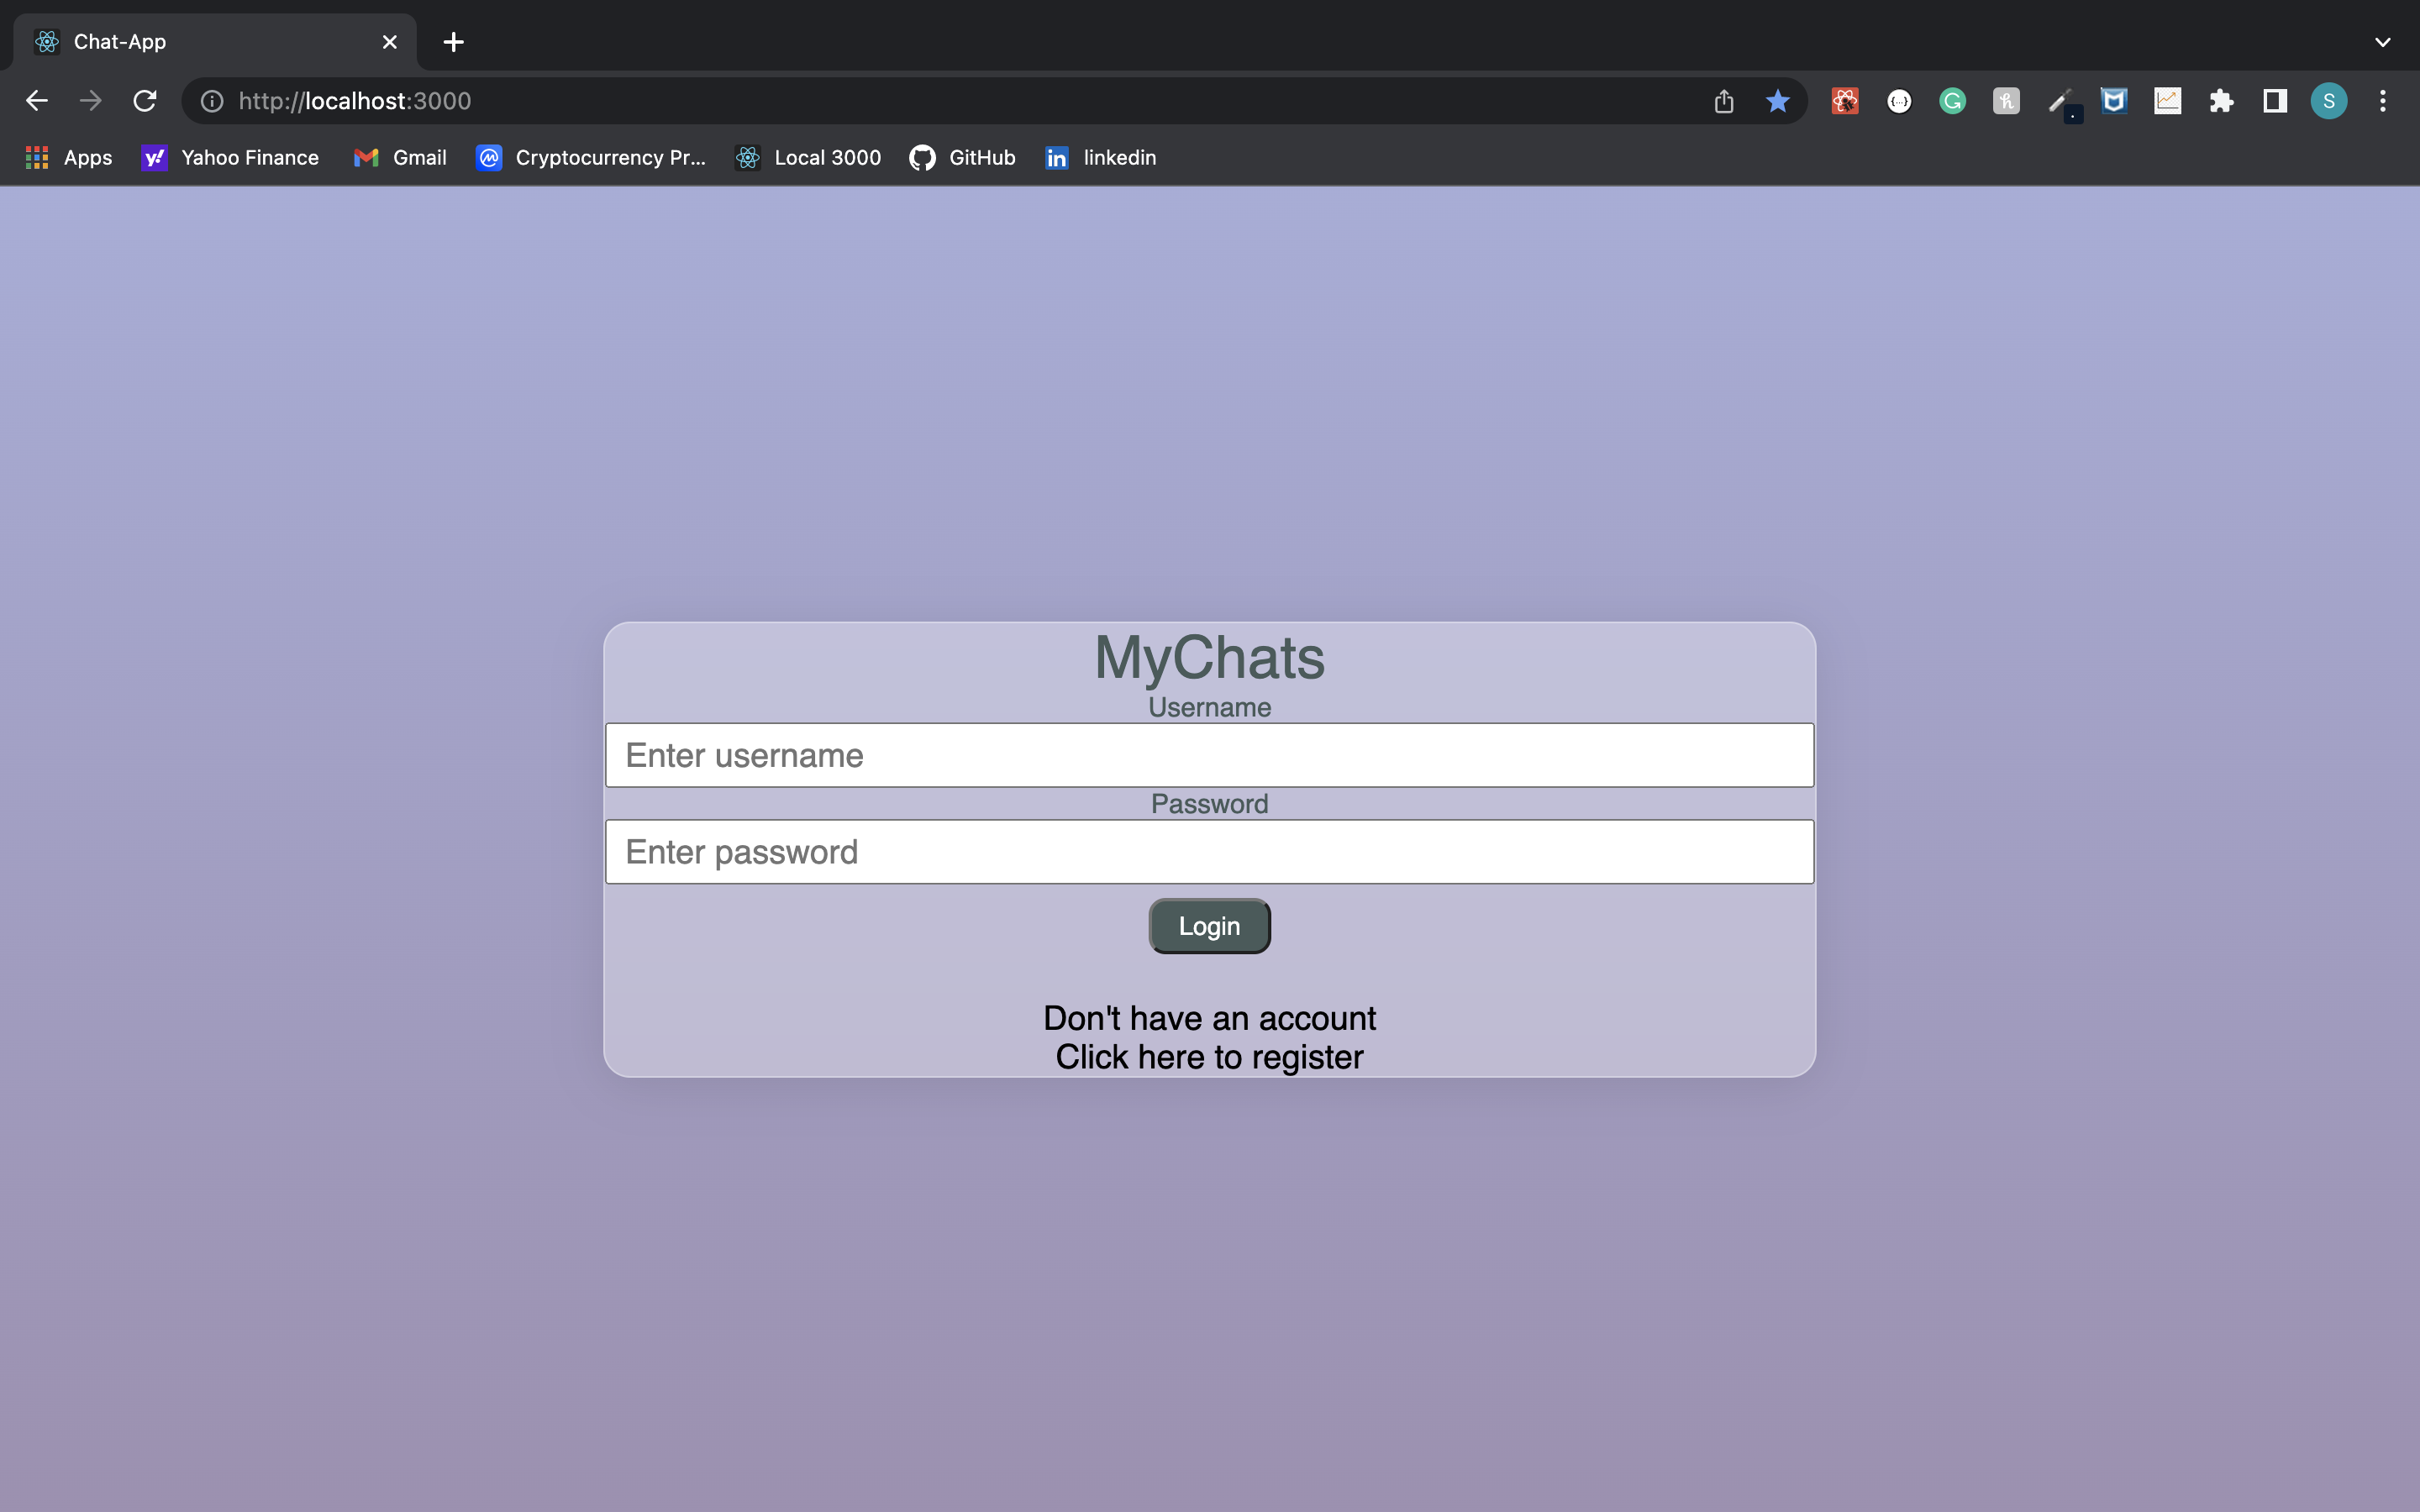 Chat-App
http://localhost:3000
S
Apps
Yahoo Finance
Gmail
Cryptocurrency Pr...
Local 3000
GitHub
linkedin
MyChats
Username
Enter username
Password
Enter password
Login
Don't have an account
Click here to register